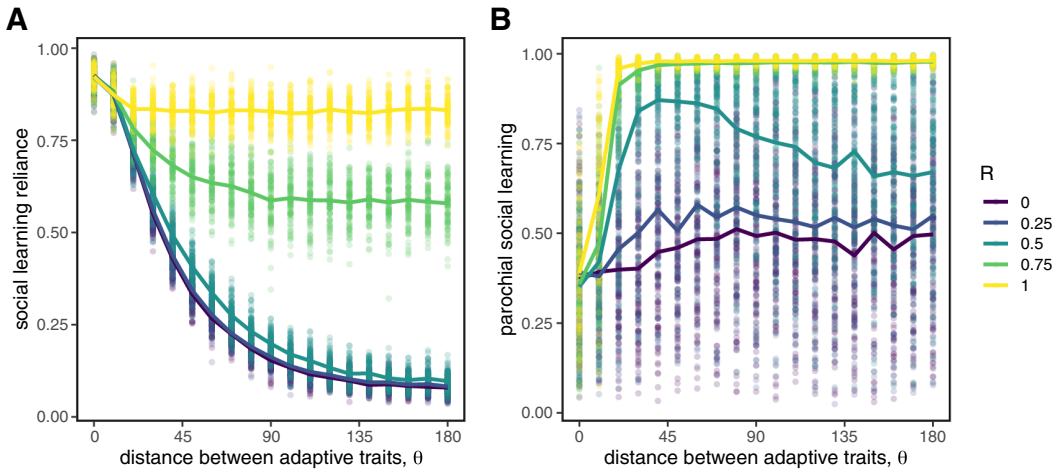 A
B
social learning reliance
1.00
0.75
0.50
0.25
0.00
0 45 90 135 180
distance between adaptive traits, θ
parochial social learning
1.00
0.75
0.50
0.25
0.00
0 45 90 135 180
distance between adaptive traits, θ
R
0
0.25
0.5
0.75
1